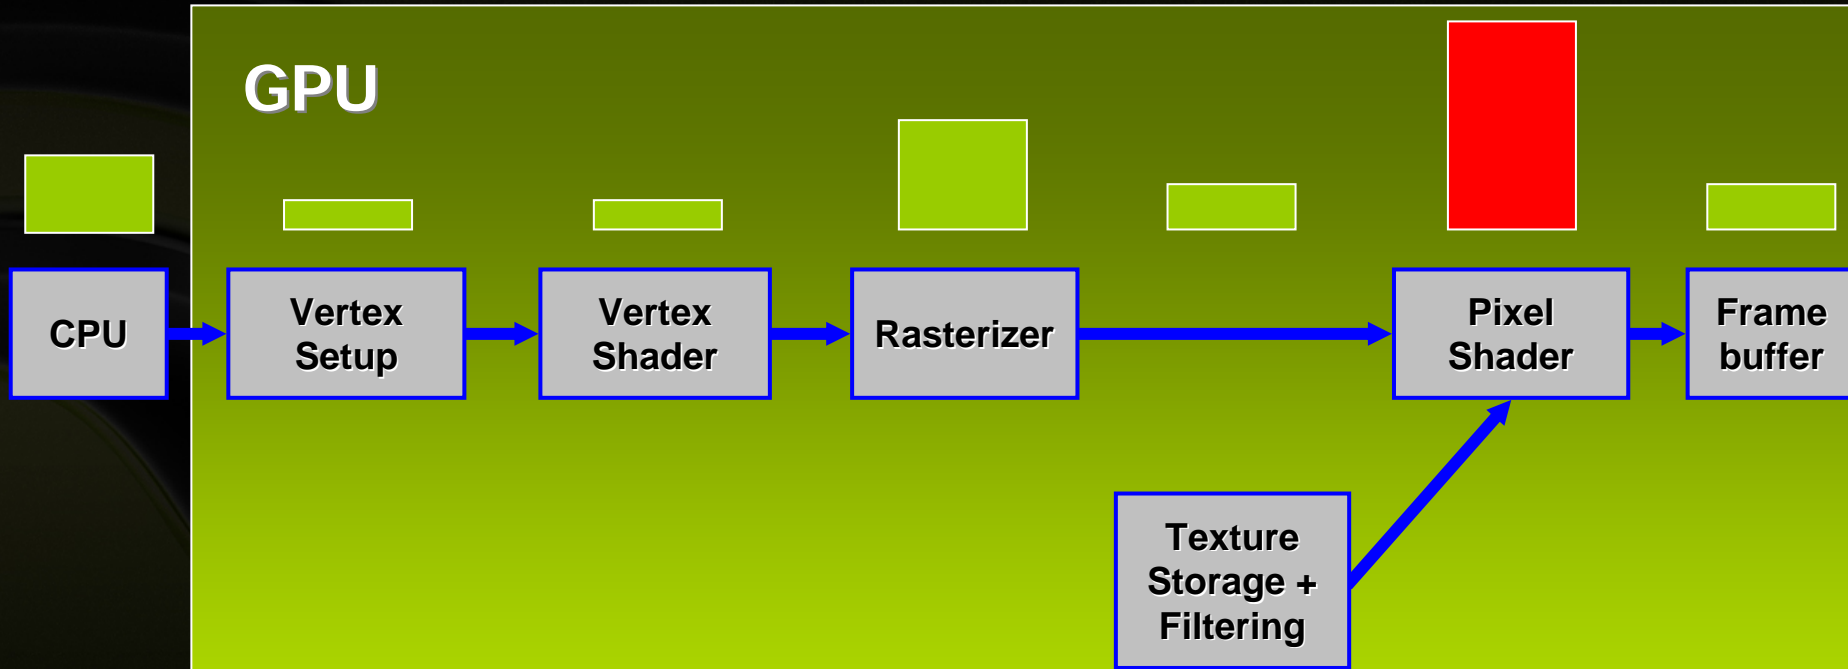 GPU
CPU
Vertex
Setup
Vertex
Shader
Rasterizer
Pixel
Shader
Frame
buffer
Texture
Storage +
Filtering